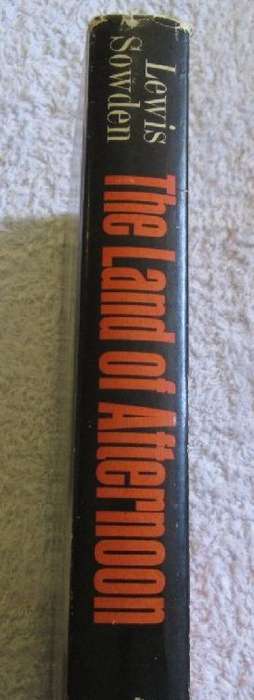 Lewis
Sowden
The Land of Afternoon